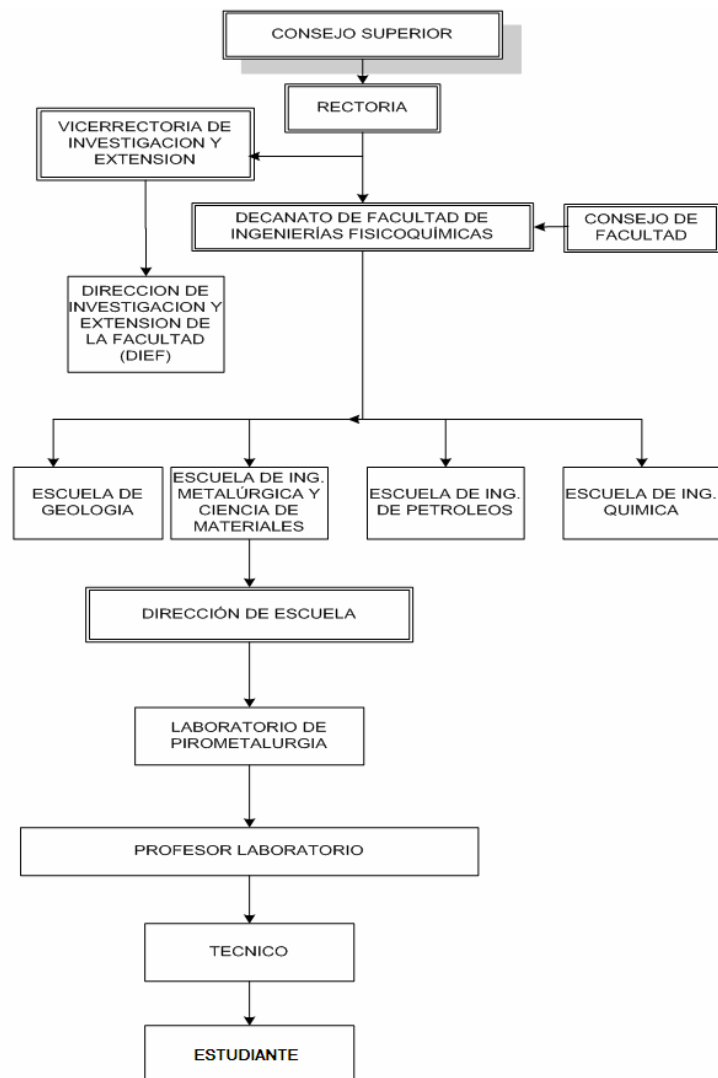 CONSEJO SUPERIOR
RECTORIA
VICERRECTORIA DE
INVESTIGACION Y
EXTENSION
DECANATO DE FACULTAD DE
INGENIERÍAS FISICOQUÍMICAS
CONSEJO DE
FACULTAD
DIRECCION DE
INVESTIGACION Y
EXTENSION DE
LA FACULTAD
(DIEF)
ESCUELA DE
GEOLOGIA
ESCUELA DE ING.
METALÚRGICA Y
CIENCIA DE
MATERIALES
ESCUELA DE ING.
DE PETROLEOS
ESCUELA DE ING.
QUIMICA
DIRECCIÓN DE ESCUELA
LABORATORIO DE
PIROMETALURGIA
PROFESOR LABORATORIO
TECNICO
ESTUDIANTE